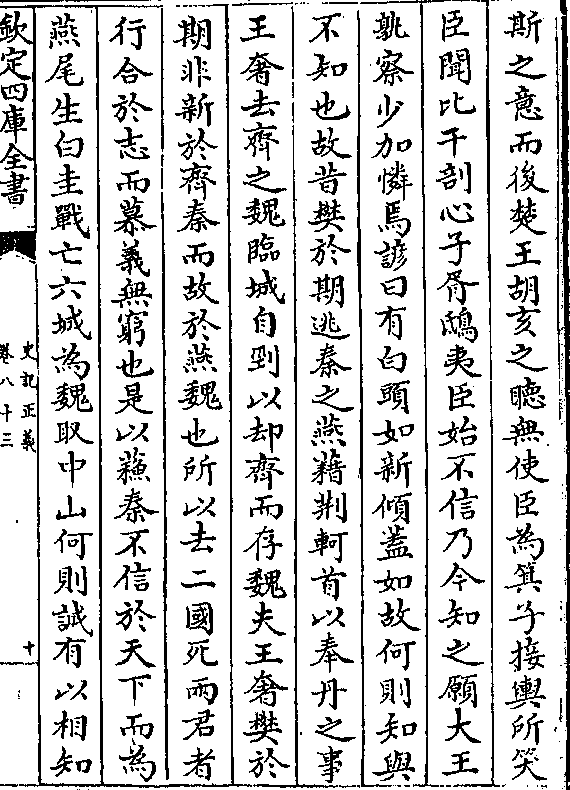 斯之意而後楚王胡亥之聴無使臣為箕子接輿所笑
臣聞比干剖心子胥鴟夷臣始不信乃今知之願大王
孰察少加憐焉諺曰有白頭如新傾蓋如故何則知與
不知也故昔樊於期逃秦之燕藉荆軻首以奉丹之事
王奢去齊之魏臨城自剄以却齊而存魏夫王奢樊於
期非新於齊秦而故於燕魏也所以去二國死兩君者
行合於志而慕義無窮也是以蘓秦不信於天下而為
燕尾生白圭戰亡六城為魏取中山何則誠有以相知
欽定四庫全書
史記正義
卷八十三
十